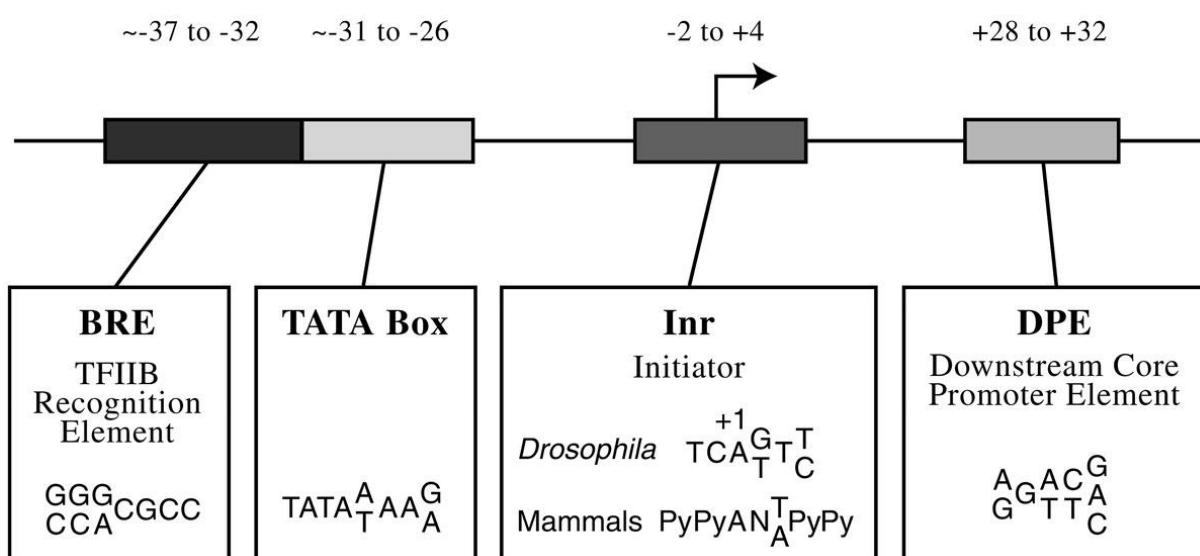 ~-37 to -32 ~-31 to -26 -2 to +4 +28 to +32
BRE
TFIIB
Recognition
Element
GGG
CCA
CGCC
TATA Box
TATA
A
T
AA
G
A
Inr
Initiator
+1
Drosophila TCA
G
T
T
T
C
Mammals PyPyAN
T
A
PyPy
DPE
Downstream Core
Promoter Element
A
G
G
A
T
C
T
G
A
C